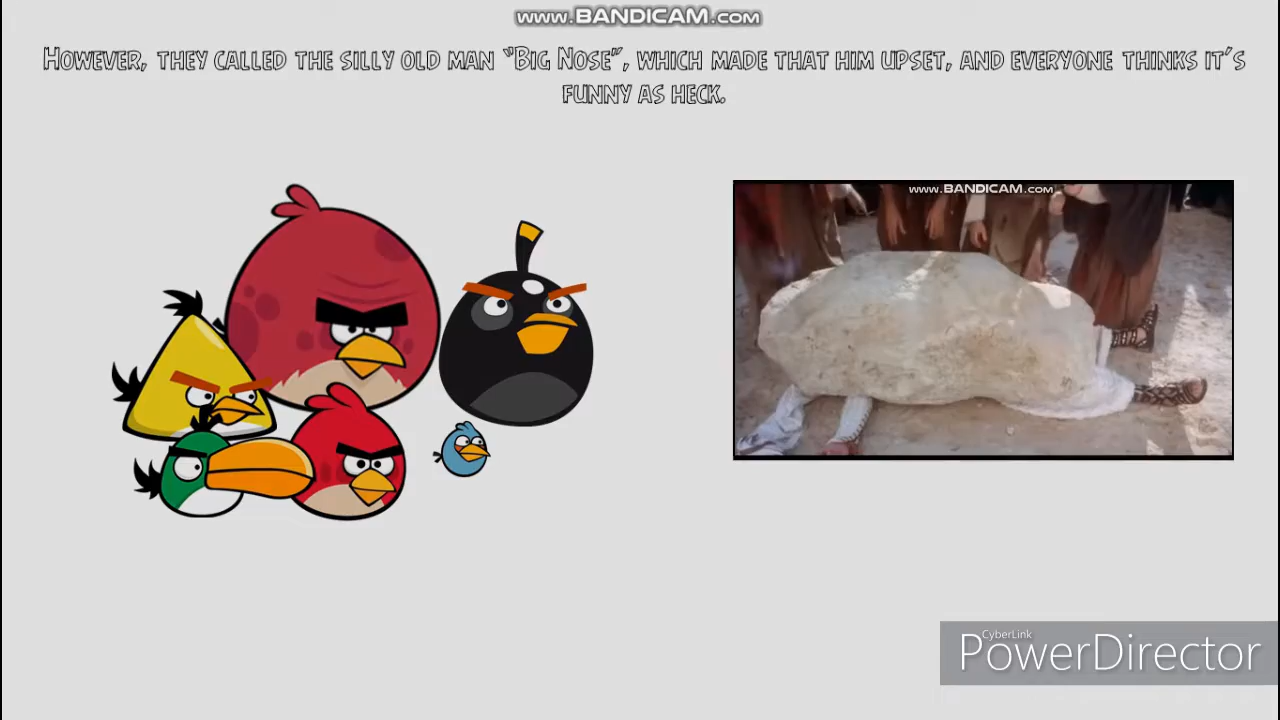 www.BANDICAM.com
However, they called the silly old man "Big Nose", which made that him upset, and everyone thinks it's
funny as heck.
www.BANDICAM.com
CyberLink
PowerDirector